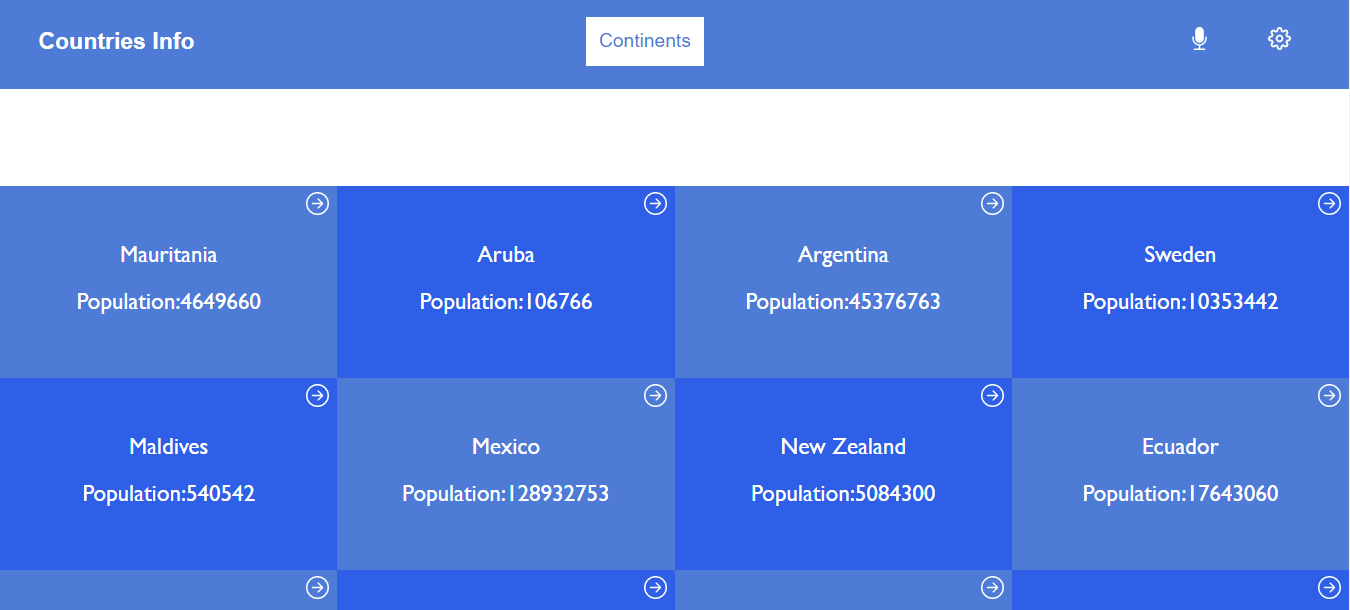 Countries Info
Continents
Mauritania
Population:4649660
Aruba
Population:106766
Argentina
Population:45376763
Sweden
Population:10353442
Maldives
Population:540542
Mexico
Population:128932753
New Zealand
Population:5084300
Ecuador
Population:17643060